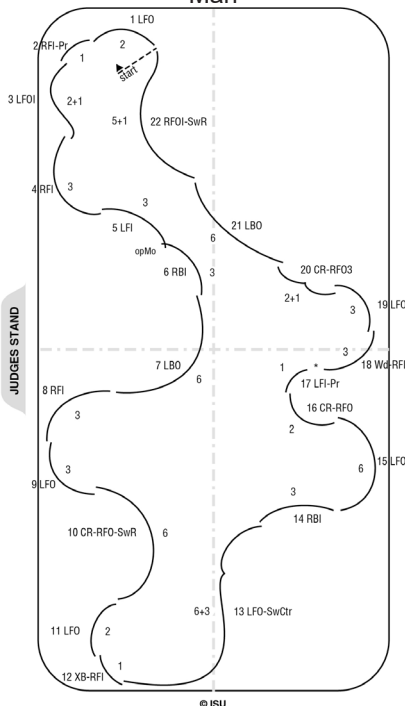 Man
1 LFO
2 RFI-Pr
2
1
start
3 LFOI
2+1
5+1
22 RFOI-SwR
4 RFI
3
3
5 LFI
21 LBO
opMo
6
6 RBI
3
20 CR-RFO3
2+1
19 LFO
3
JUDGES STAND
3
18 Wd-RFI
7 LBO
1
*
17 LFI-Pr
6
8 RFI
16 CR-RFO
3
2
15 LFO
3
6
9 LFO
3
14 RBI
10 CR-RFO-SwR
6
6+3
13 LFO-SwCtr
11 LFO
2
1
12 XB-RFI
© ISU